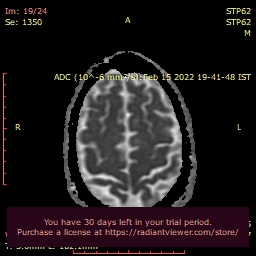 Im: 19/24
STP62
Se: 1350
STP62
M
A
ADC (10^-6 mm²/s):Feb 15 2022 19-41-48 IST
R
L
You have 30 days left in your trial period.
Purchase a license at https://radiantviewer.com/store/